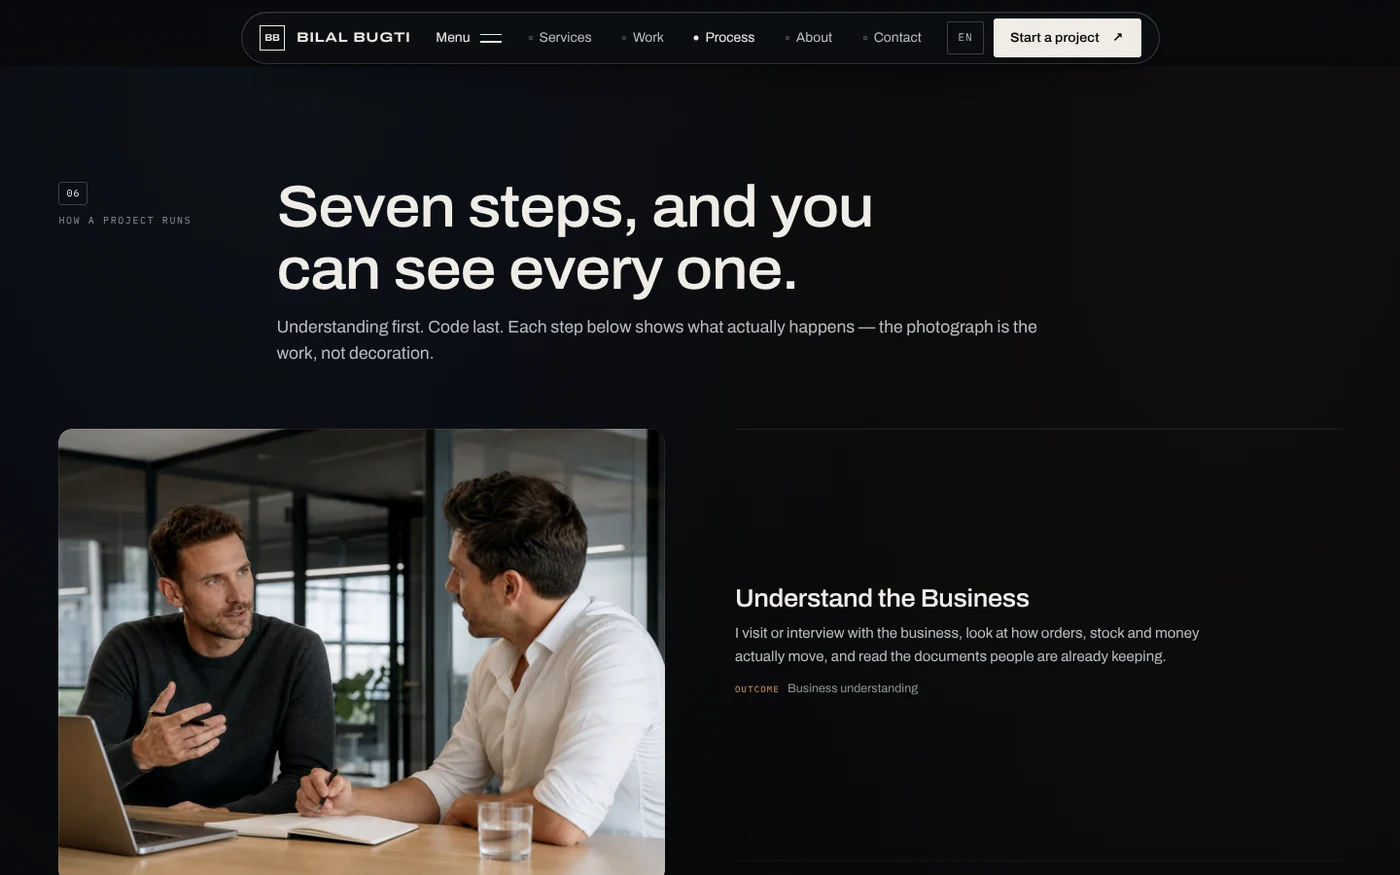 BB BILAL BUGTI Menu Services Work Process About Contact EN Start a project ↗
06
HOW A PROJECT RUNS
Seven steps, and you
can see every one.
Understanding first. Code last. Each step below shows what actually happens — the photograph is the
work, not decoration.
Understand the Business
I visit or interview with the business, look at how orders, stock and money
actually move, and read the documents people are already keeping.
OUTCOME Business understanding